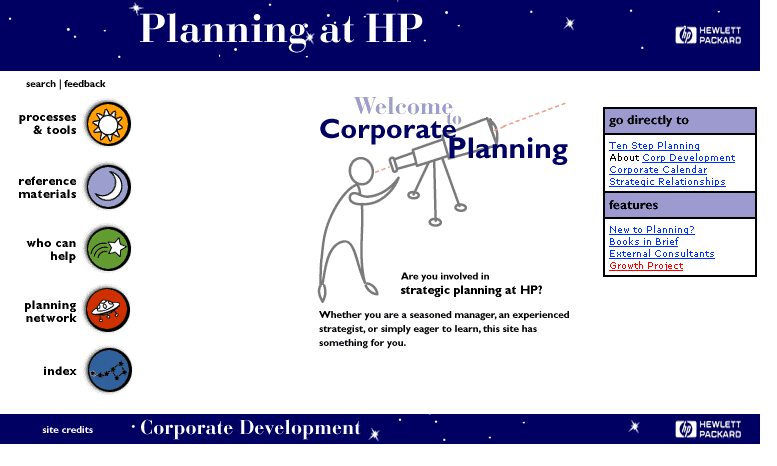 Planning at HP
hp HEWLETT
PACKARD
search | feedback
processes
& tools
reference
materials
who can
help
planning
network
index
Welcome
to
Corporate
Planning
Are you involved in
strategic planning at HP?
Whether you are a seasoned manager, an experienced
strategist, or simply eager to learn, this site has
something for you.
go directly to
Ten Step Planning
About Corp Development
Corporate Calendar
Strategic Relationships
features
New to Planning?
Books in Brief
External Consultants
Growth Project
site credits
Corporate Development
hp HEWLETT
PACKARD